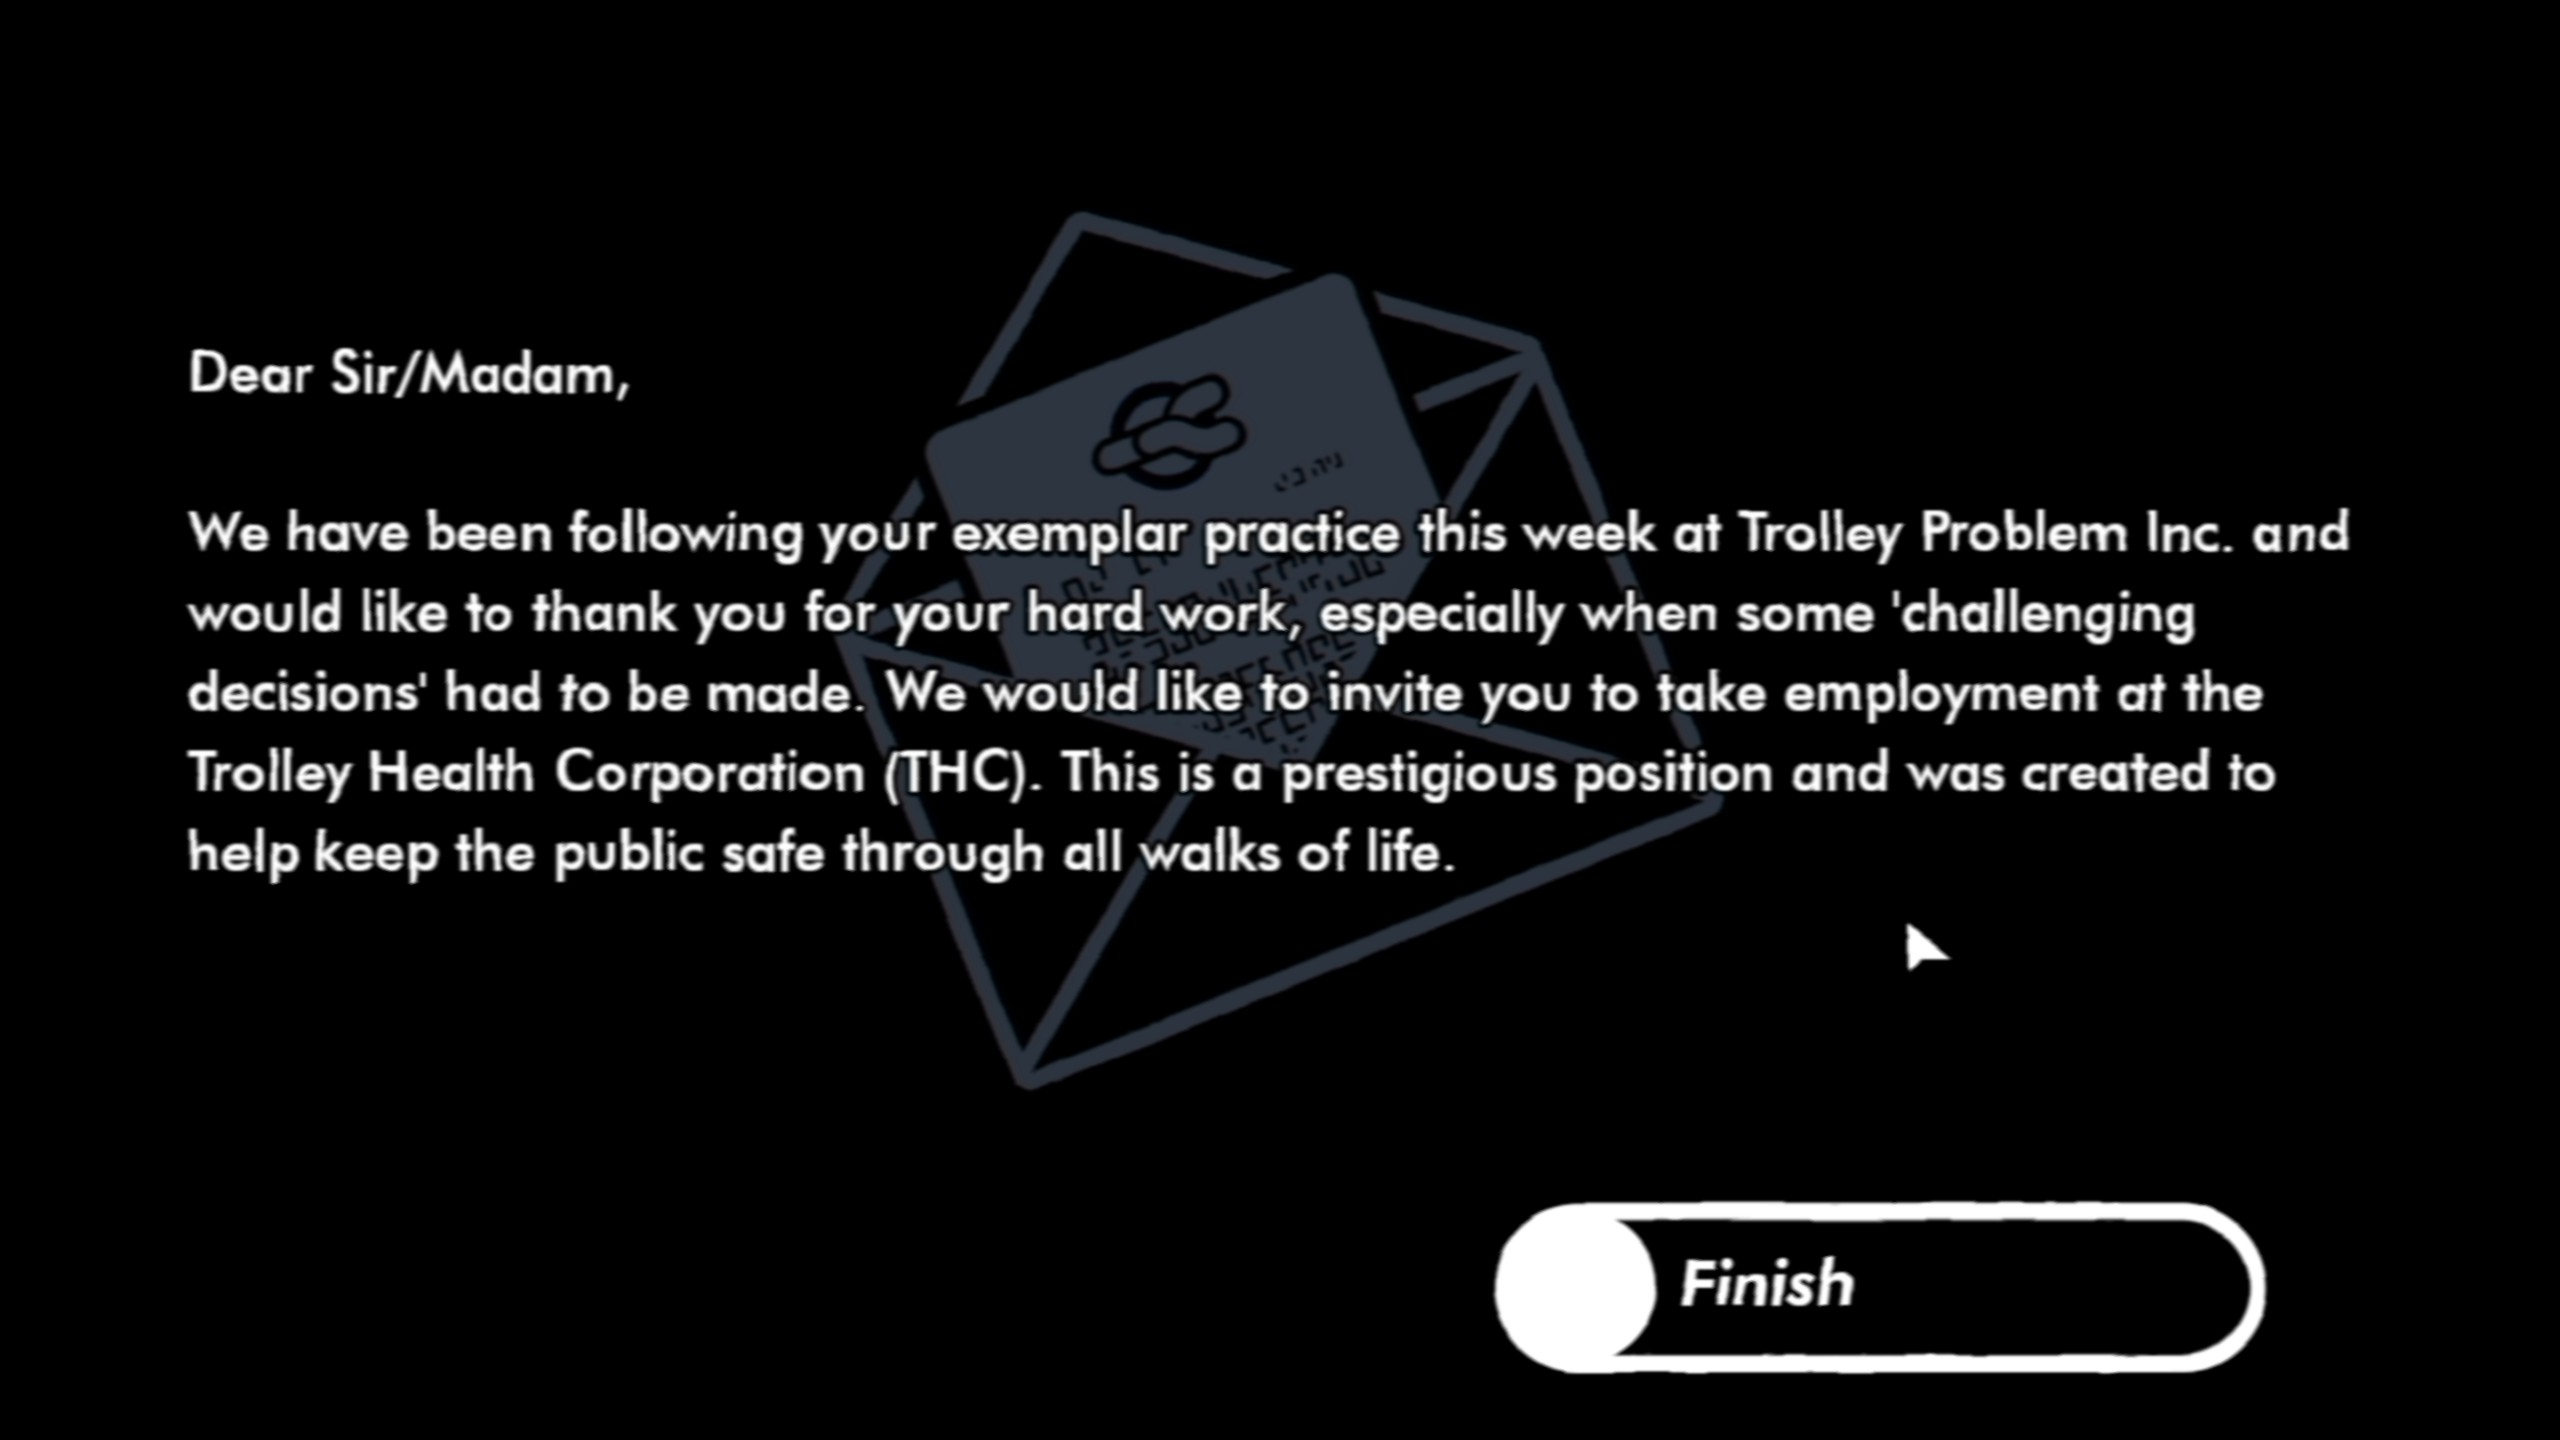 Dear Sir/Madam,
We have been following your exemplar practice this week at Trolley Problem Inc. and
would like to thank you for your hard work, especially when some 'challenging
decisions' had to be made. We would like to invite you to take employment at the
Trolley Health Corporation (THC). This is a prestigious position and was created to
help keep the public safe through all walks of life.
Finish